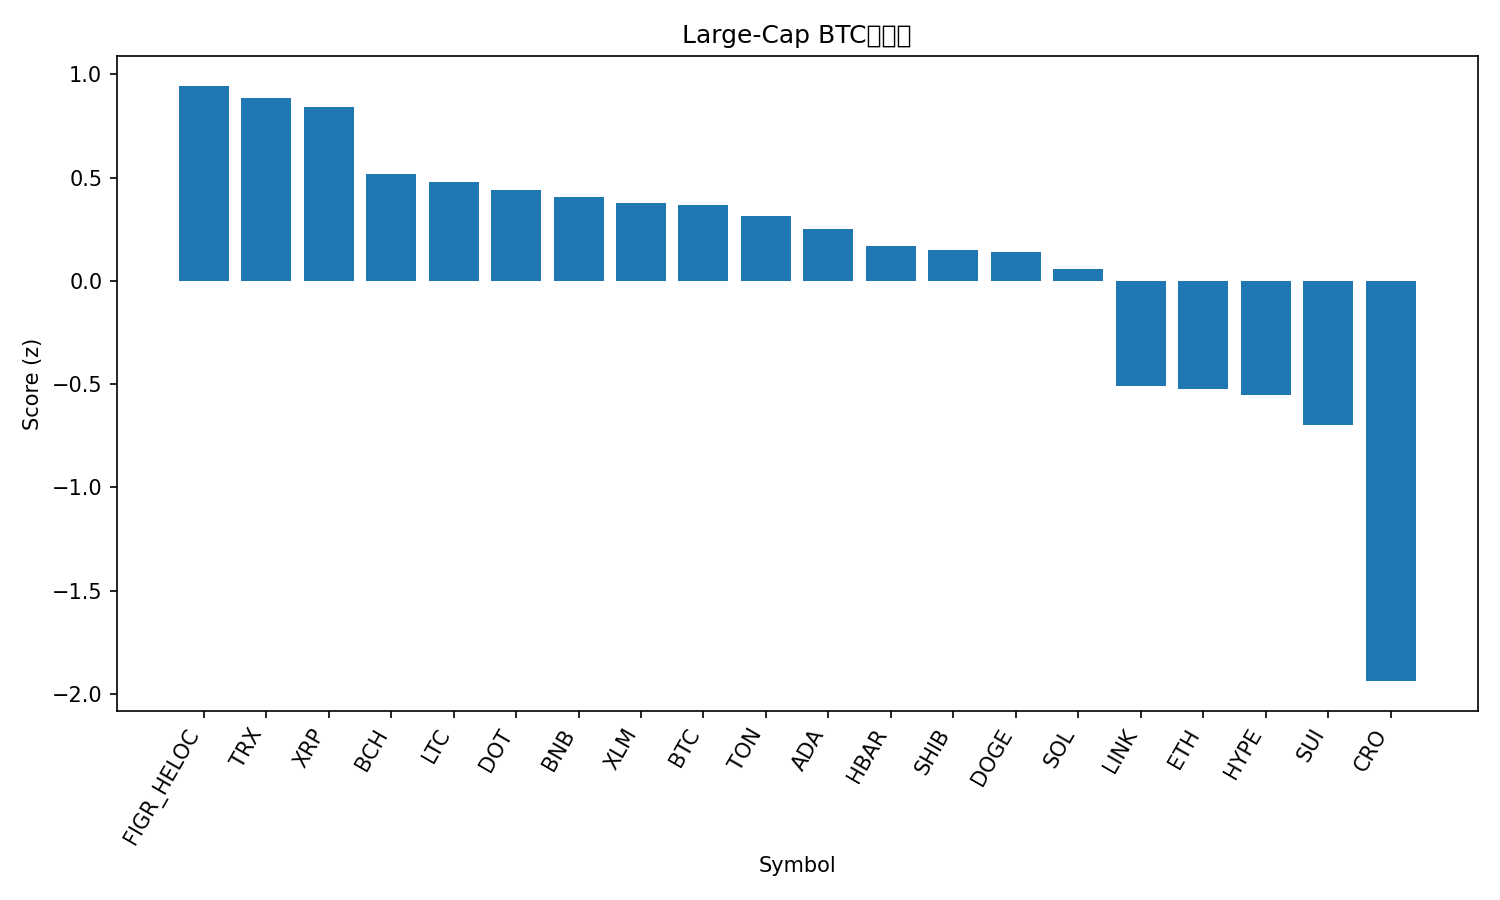 Large-Cap BTC
Score (z)
1.0
0.5
0.0
−0.5
−1.0
−1.5
−2.0
FIGR_HELOC
TRX
XRP
BCH
LTC
DOT
BNB
XLM
BTC
TON
ADA
HBAR
SHIB
DOGE
SOL
LINK
ETH
HYPE
SUI
CRO
Symbol